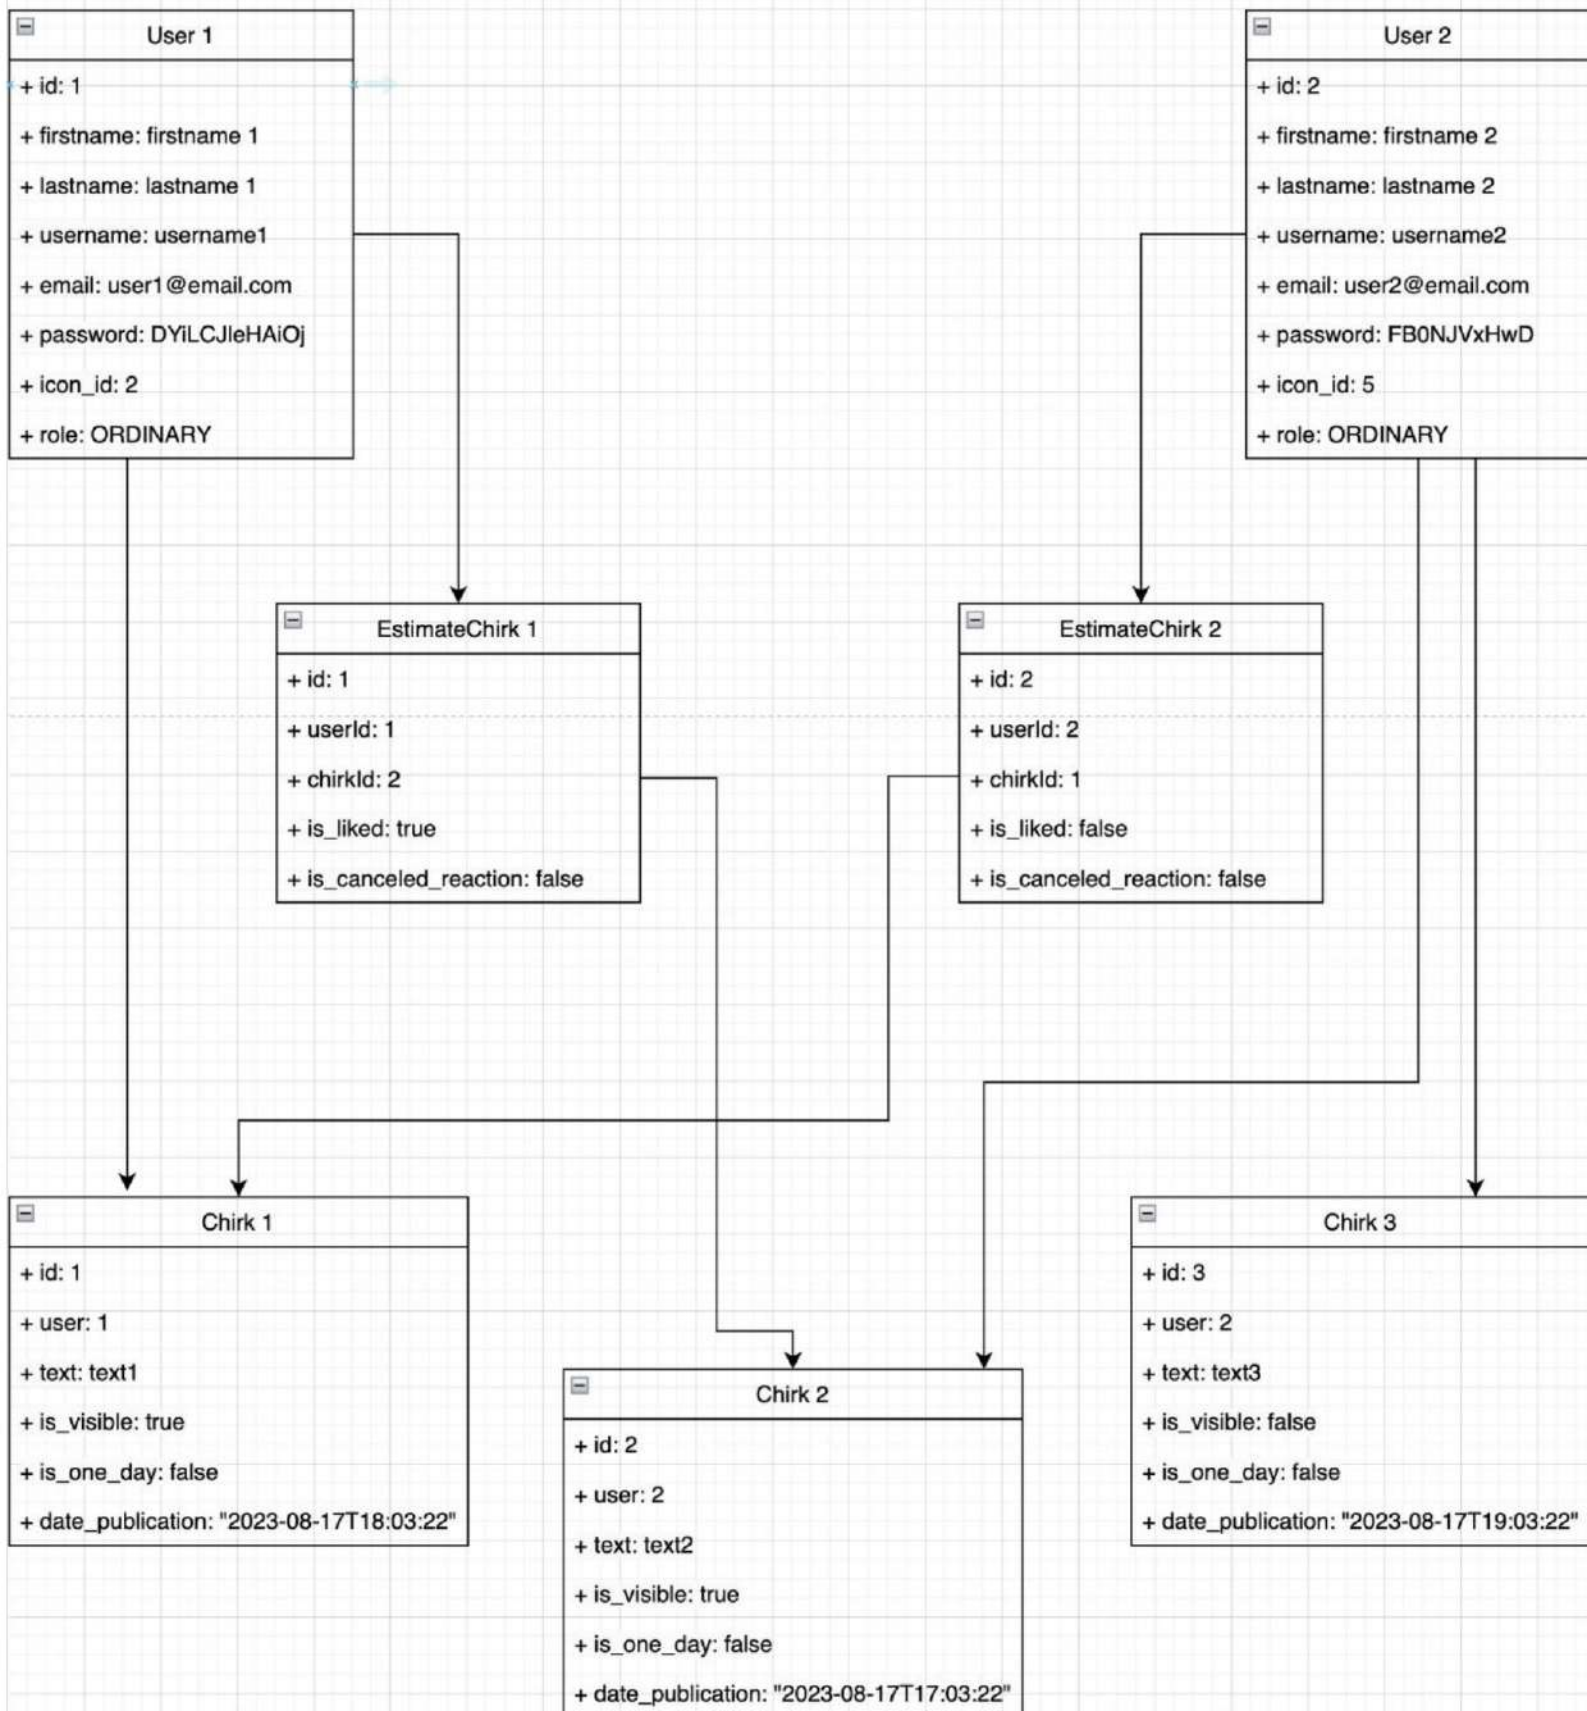 User 1
+ id: 1
+ firstname: firstname 1
+ lastname: lastname 1
+ username: username1
+ email: user1@email.com
+ password: DYiLCJleHAiOj
+ icon_id: 2
+ role: ORDINARY
User 2
+ id: 2
+ firstname: firstname 2
+ lastname: lastname 2
+ username: username2
+ email: user2@email.com
+ password: FB0NJVxHwD
+ icon_id: 5
+ role: ORDINARY
EstimateChirk 1
+ id: 1
+ userId: 1
+ chirkId: 2
+ is_liked: true
+ is_canceled_reaction: false
EstimateChirk 2
+ id: 2
+ userId: 2
+ chirkId: 1
+ is_liked: false
+ is_canceled_reaction: false
Chirk 1
+ id: 1
+ user: 1
+ text: text1
+ is_visible: true
+ is_one_day: false
+ date_publication: "2023-08-17T18:03:22"
Chirk 2
+ id: 2
+ user: 2
+ text: text2
+ is_visible: true
+ is_one_day: false
+ date_publication: "2023-08-17T17:03:22"
Chirk 3
+ id: 3
+ user: 2
+ text: text3
+ is_visible: false
+ is_one_day: false
+ date_publication: "2023-08-17T19:03:22"